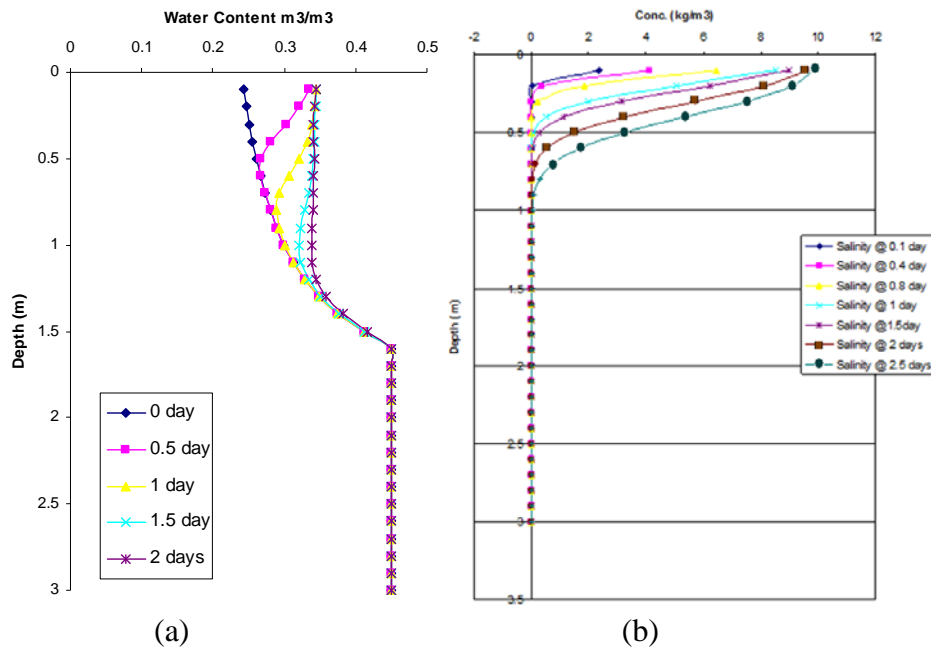 Water Content m3/m3
0 0.1 0.2 0.3 0.4 0.5
0
0.5
1
1.5
2
2.5
3
Depth (m)
0 day
0.5 day
1 day
1.5 day
2 days
(a)
Conc. (kg/m3)
-2 0 2 4 6 8 10 12
0
0.5
1
1.5
2
2.5
3
3.5
Depth (m)
Salinity @ 0.1 day
Salinity @ 0.4 day
Salinity @ 0.8 day
Salinity @ 1 day
Salinity @1.5day
Salinity @ 2 days
Salinity @ 2.5 days
(b)